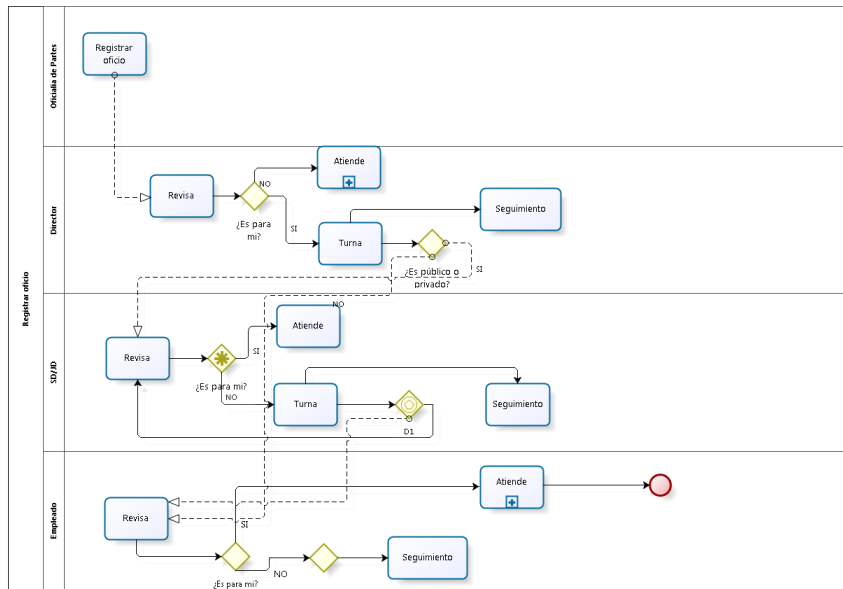 Registrar oficio
Oficialia de Partes
Registrar
oficio
Director
Revisa
NO
¿Es para
mi?
SI
Atiende
Turna
Seguimiento
¿Es público o
privado?
SI
NO
SD/JD
Revisa
¿Es para mi?
SI
NO
Atiende
Turna
D1
Seguimiento
Empleado
Revisa
SI
¿Es para mi?
NO
Atiende
Seguimiento